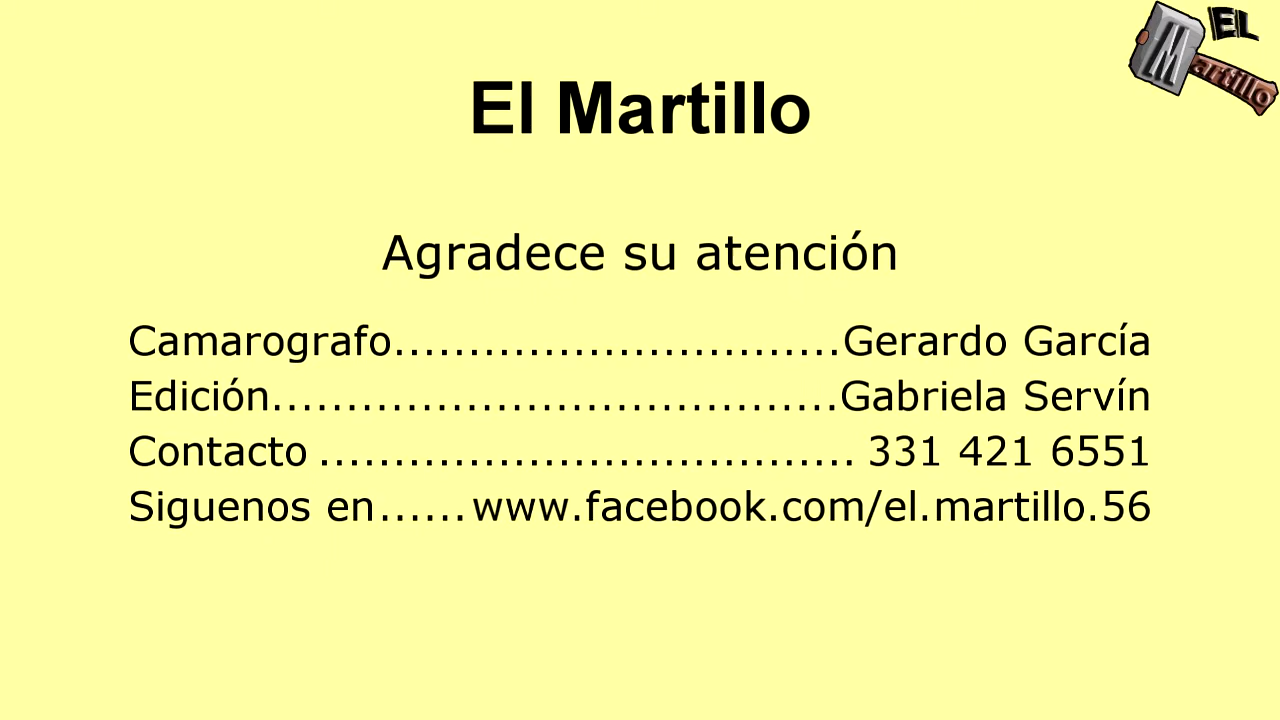 EL
Martillo
El Martillo
Agradece su atención
Camarografo..............................Gerardo García
Edición......................................Gabriela Servín
Contacto .................................... 331 421 6551
Siguenos en......www.facebook.com/el.martillo.56